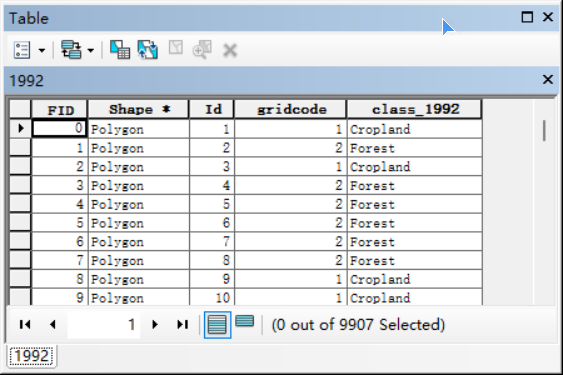 Table
1992
FID Shape * Id gridcode class_1992
0 Polygon 1 1 Cropland
1 Polygon 2 2 Forest
2 Polygon 3 1 Cropland
3 Polygon 4 2 Forest
4 Polygon 5 2 Forest
5 Polygon 6 2 Forest
6 Polygon 7 2 Forest
7 Polygon 8 2 Forest
8 Polygon 9 1 Cropland
9 Polygon 10 1 Cropland
1 (0 out of 9907 Selected)
1992